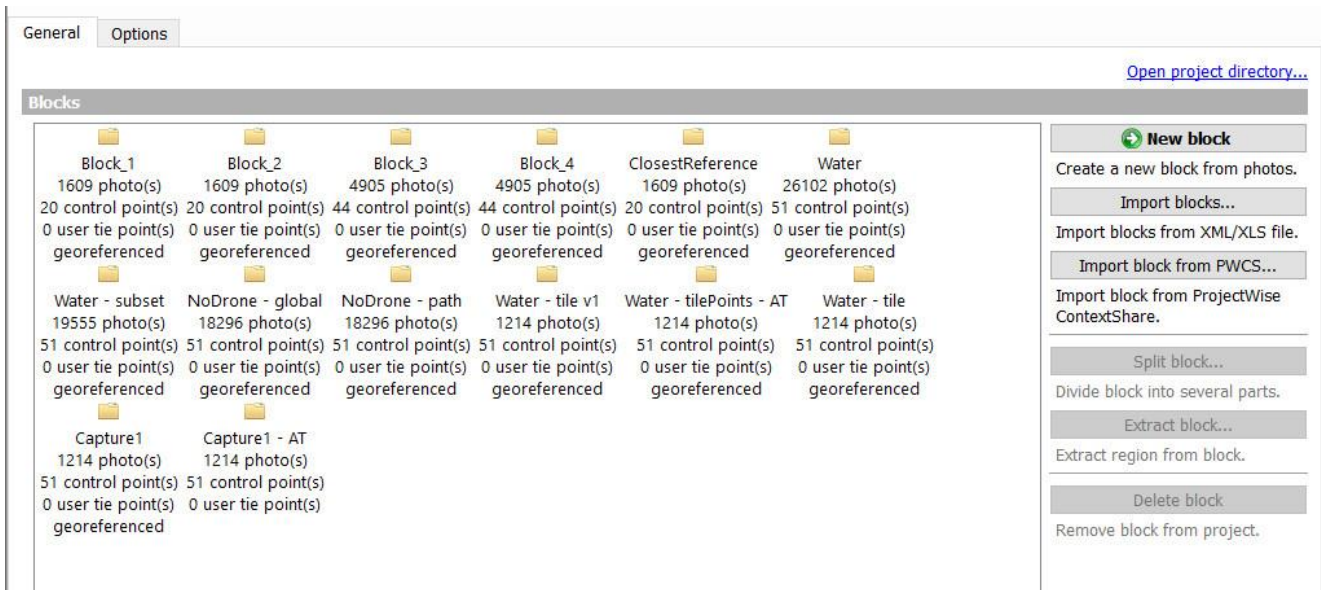 General Options
Open project directory...
Blocks
Block_1 Block_2 Block_3 Block_4 ClosestReference Water
1609 photo(s) 1609 photo(s) 4905 photo(s) 4905 photo(s) 1609 photo(s) 26102 photo(s)
20 control point(s) 20 control point(s) 44 control point(s) 44 control point(s) 20 control point(s) 51 control point(s)
0 user tie point(s) 0 user tie point(s) 0 user tie point(s) 0 user tie point(s) 0 user tie point(s) 0 user tie point(s)
georeferenced georeferenced georeferenced georeferenced georeferenced georeferenced
Water - subset NoDrone - global NoDrone - path Water - tile v1 Water - tilePoints - AT Water - tile
19555 photo(s) 18296 photo(s) 18296 photo(s) 1214 photo(s) 1214 photo(s) 1214 photo(s)
51 control point(s) 51 control point(s) 51 control point(s) 51 control point(s) 51 control point(s) 51 control point(s)
0 user tie point(s) 0 user tie point(s) 0 user tie point(s) 0 user tie point(s) 0 user tie point(s) 0 user tie point(s)
georeferenced georeferenced georeferenced georeferenced georeferenced georeferenced
Capture1 Capture1 - AT
1214 photo(s) 1214 photo(s)
51 control point(s) 51 control point(s)
0 user tie point(s) 0 user tie point(s)
georeferenced
New block
Create a new block from photos.
Import blocks...
Import blocks from XML/XLS file.
Import block from PWCS...
Import block from ProjectWise
ContextShare.
Split block...
Divide block into several parts.
Extract block...
Extract region from block.
Delete block
Remove block from project.